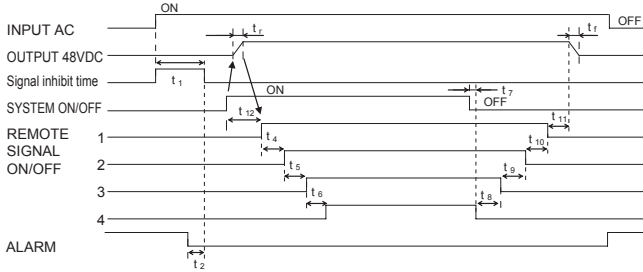 ON
INPUT AC
OFF
tr
tf
OUTPUT 48VDC
Signal inhibit time
t1
ON
t7
SYSTEM ON/OFF
OFF
t12
t11
REMOTE
SIGNAL
ON/OFF
1
t4
t10
2
t5
t9
3
t6
t8
4
ALARM
t2